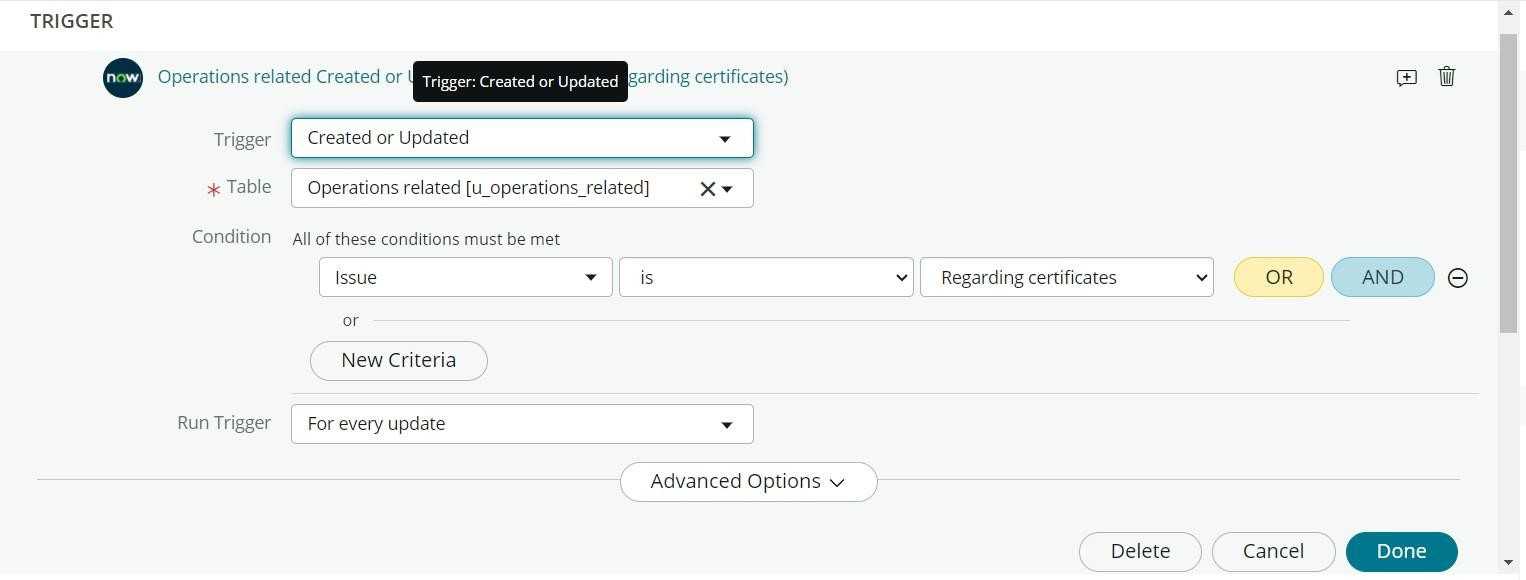 TRIGGER
now Operations related Created or garding certificates)
Trigger: Created or Updated
Trigger Created or Updated
* Table Operations related [u_operations_related]
Condition All of these conditions must be met
Issue is Regarding certificates OR AND
or
New Criteria
Run Trigger For every update
Advanced Options
Delete Cancel Done